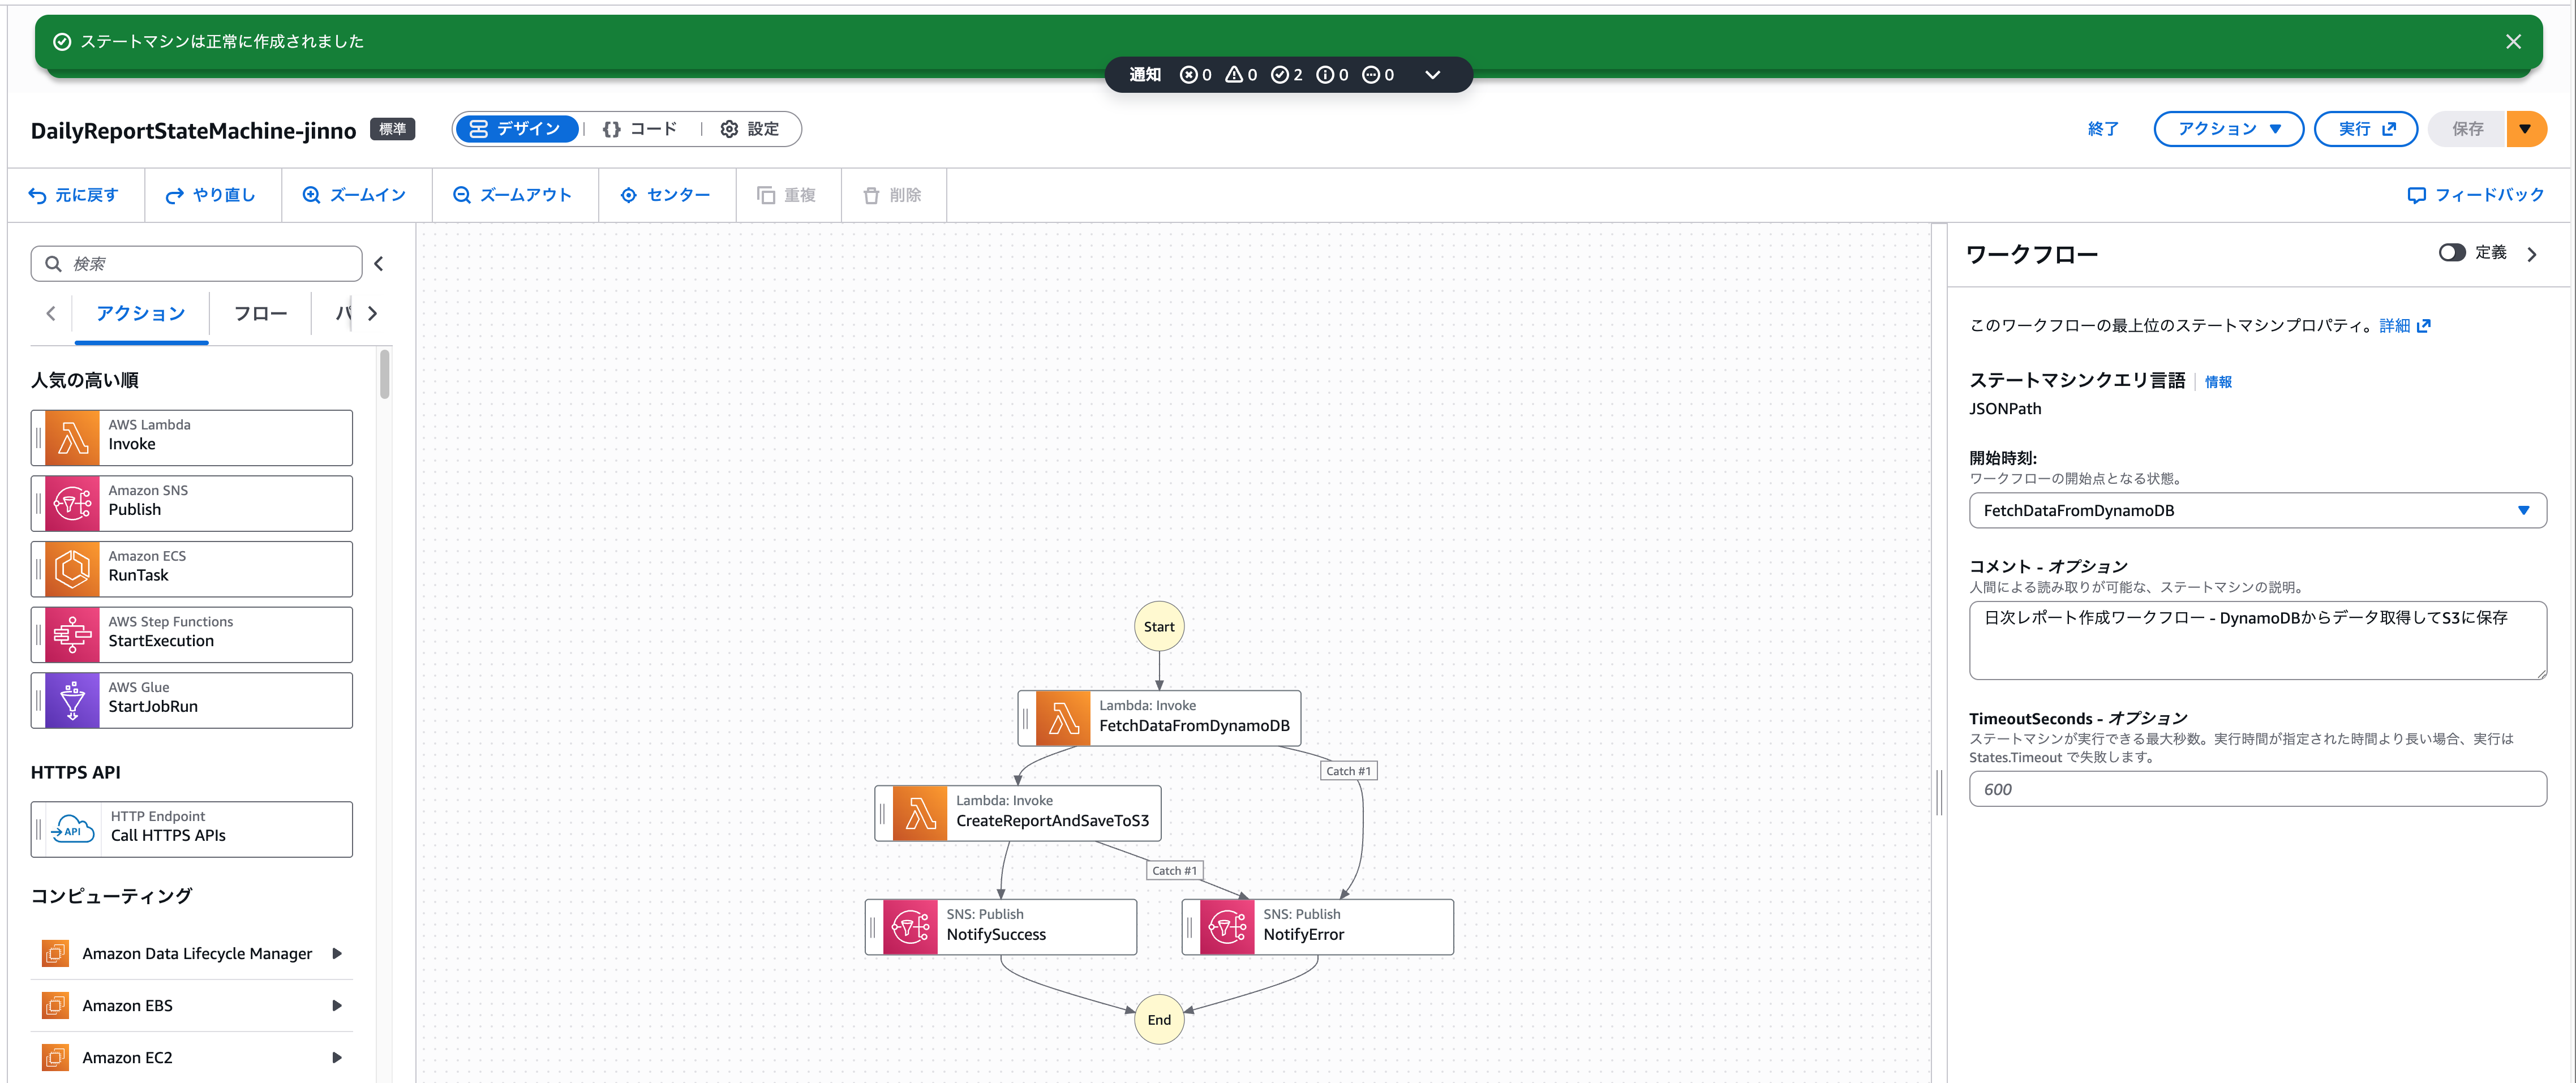 ステートマシンは正常に作成されました
通知 0 0 2 0 0
DailyReportStateMachine-jinno 標準 デザイン {} コード 設定 終了 アクション 実行 保存
元に戻す やり直し ズームイン ズームアウト センター 重複 削除 フィードバック
検索
アクション フロー パ
人気の高い順
AWS Lambda
Invoke
Amazon SNS
Publish
Amazon ECS
RunTask
AWS Step Functions
StartExecution
AWS Glue
StartJobRun
HTTPS API
API
HTTP Endpoint
Call HTTPS APIs
コンピューティング
Amazon Data Lifecycle Manager
Amazon EBS
Amazon EC2
Start
Lambda: Invoke
FetchDataFromDynamoDB
Catch #1
Lambda: Invoke
CreateReportAndSaveToS3
Catch #1
SNS: Publish
NotifySuccess
SNS: Publish
NotifyError
End
ワークフロー 定義
このワークフローの最上位のステートマシンプロパティ。詳細
ステートマシンクエリ言語 情報
JSONPath
開始時刻:
ワークフローの開始点となる状態。
FetchDataFromDynamoDB
コメント - オプション
人間による読み取りが可能な、ステートマシンの説明。
日次レポート作成ワークフロー - DynamoDBからデータ取得してS3に保存
TimeoutSeconds - オプション
ステートマシンが実行できる最大秒数。実行時間が指定された時間より長い場合、実行は
States.Timeout で失敗します。
600